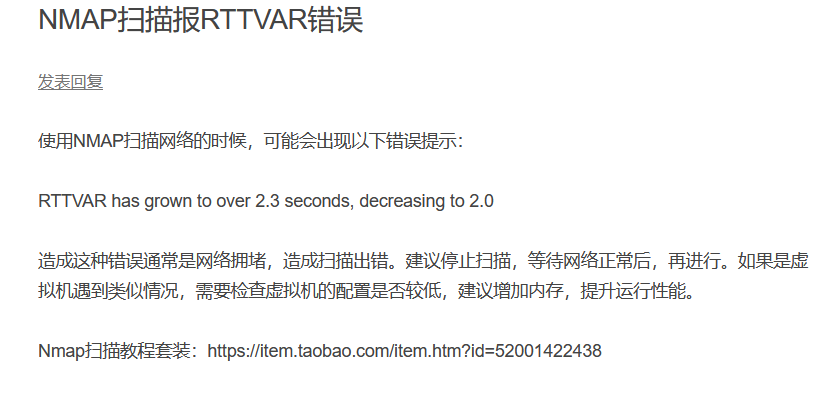 NMAP扫描报RTTVAR错误
发表回复
使用NMAP扫描网络的时候，可能会出现以下错误提示：
RTTVAR has grown to over 2.3 seconds, decreasing to 2.0
造成这种错误通常是网络拥堵，造成扫描出错。建议停止扫描，等待网络正常后，再进行。如果是虚
拟机遇到类似情况，需要检查虚拟机的配置是否较低，建议增加内存，提升运行性能。
Nmap扫描教程套装：https://item.taobao.com/item.htm?id=52001422438